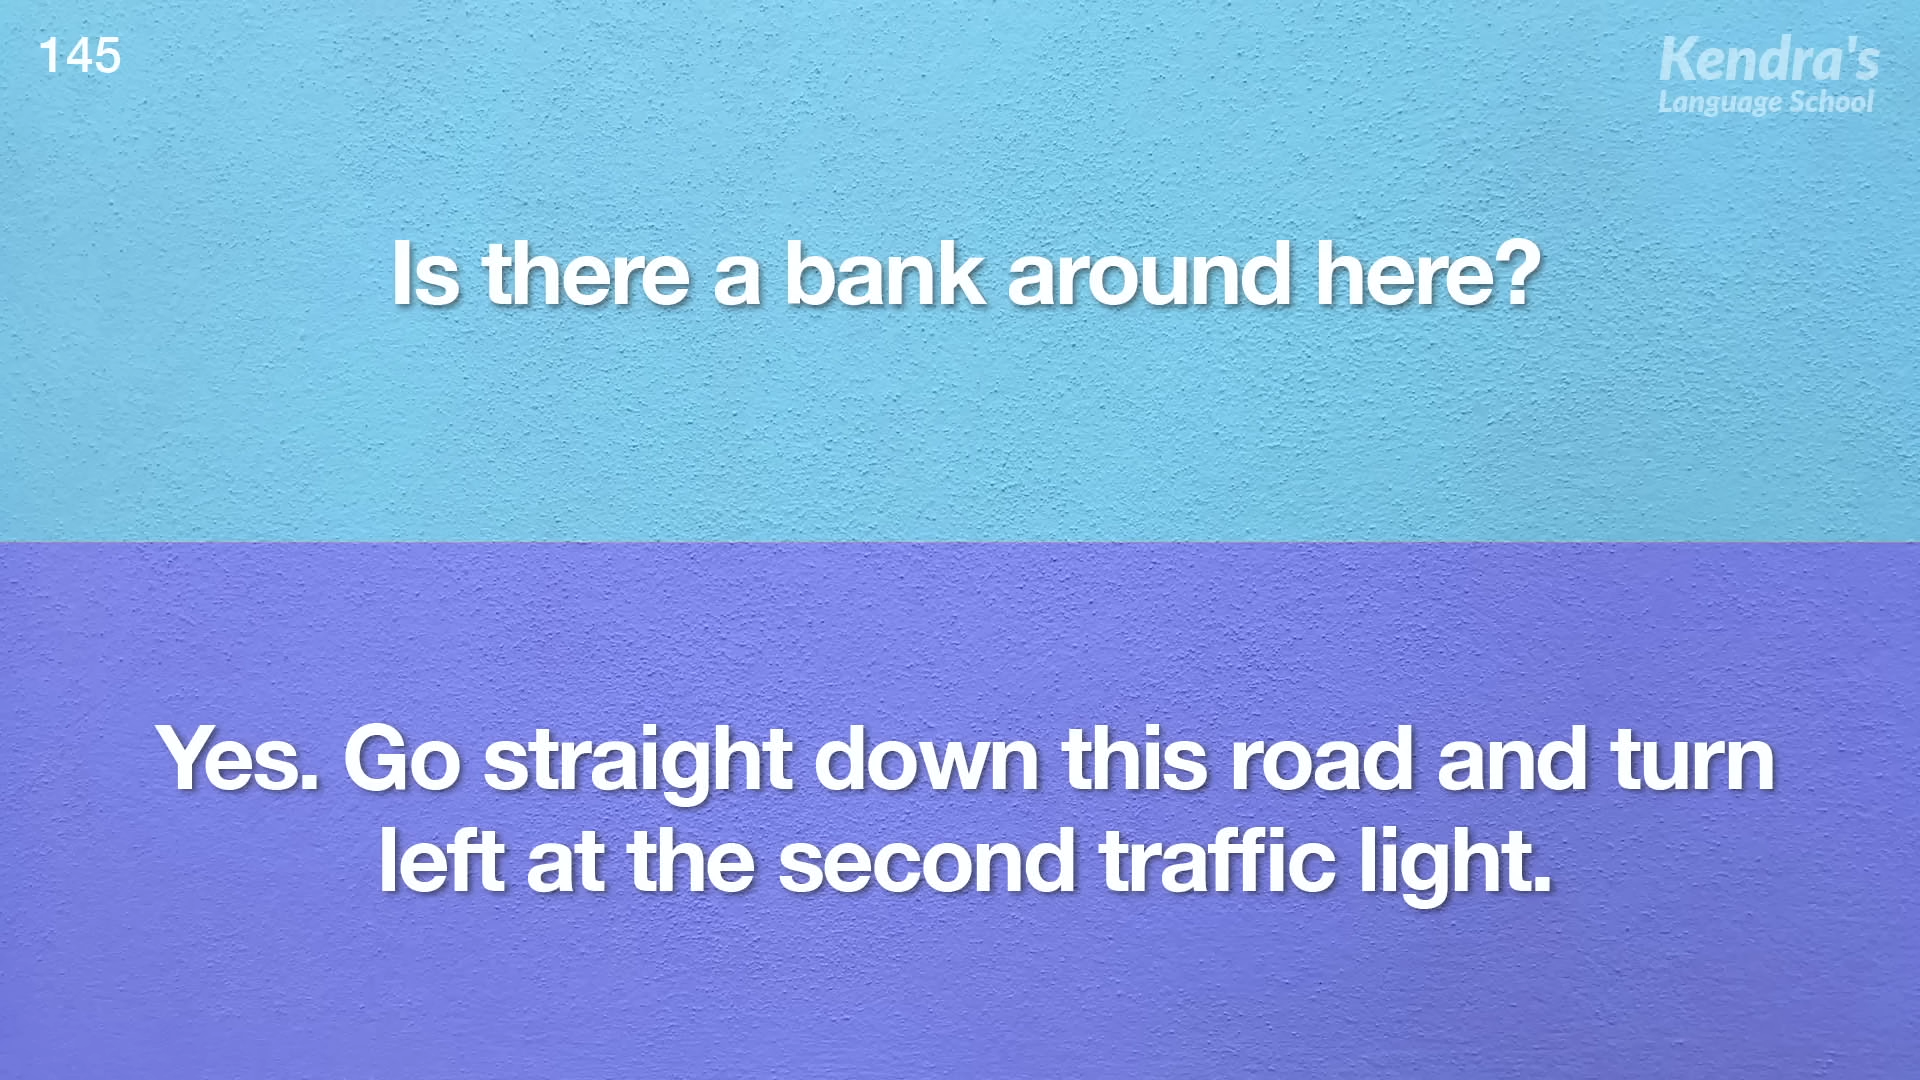 145
Kendra's
Language School
Is there a bank around here?
Yes. Go straight down this road and turn
left at the second traffic light.